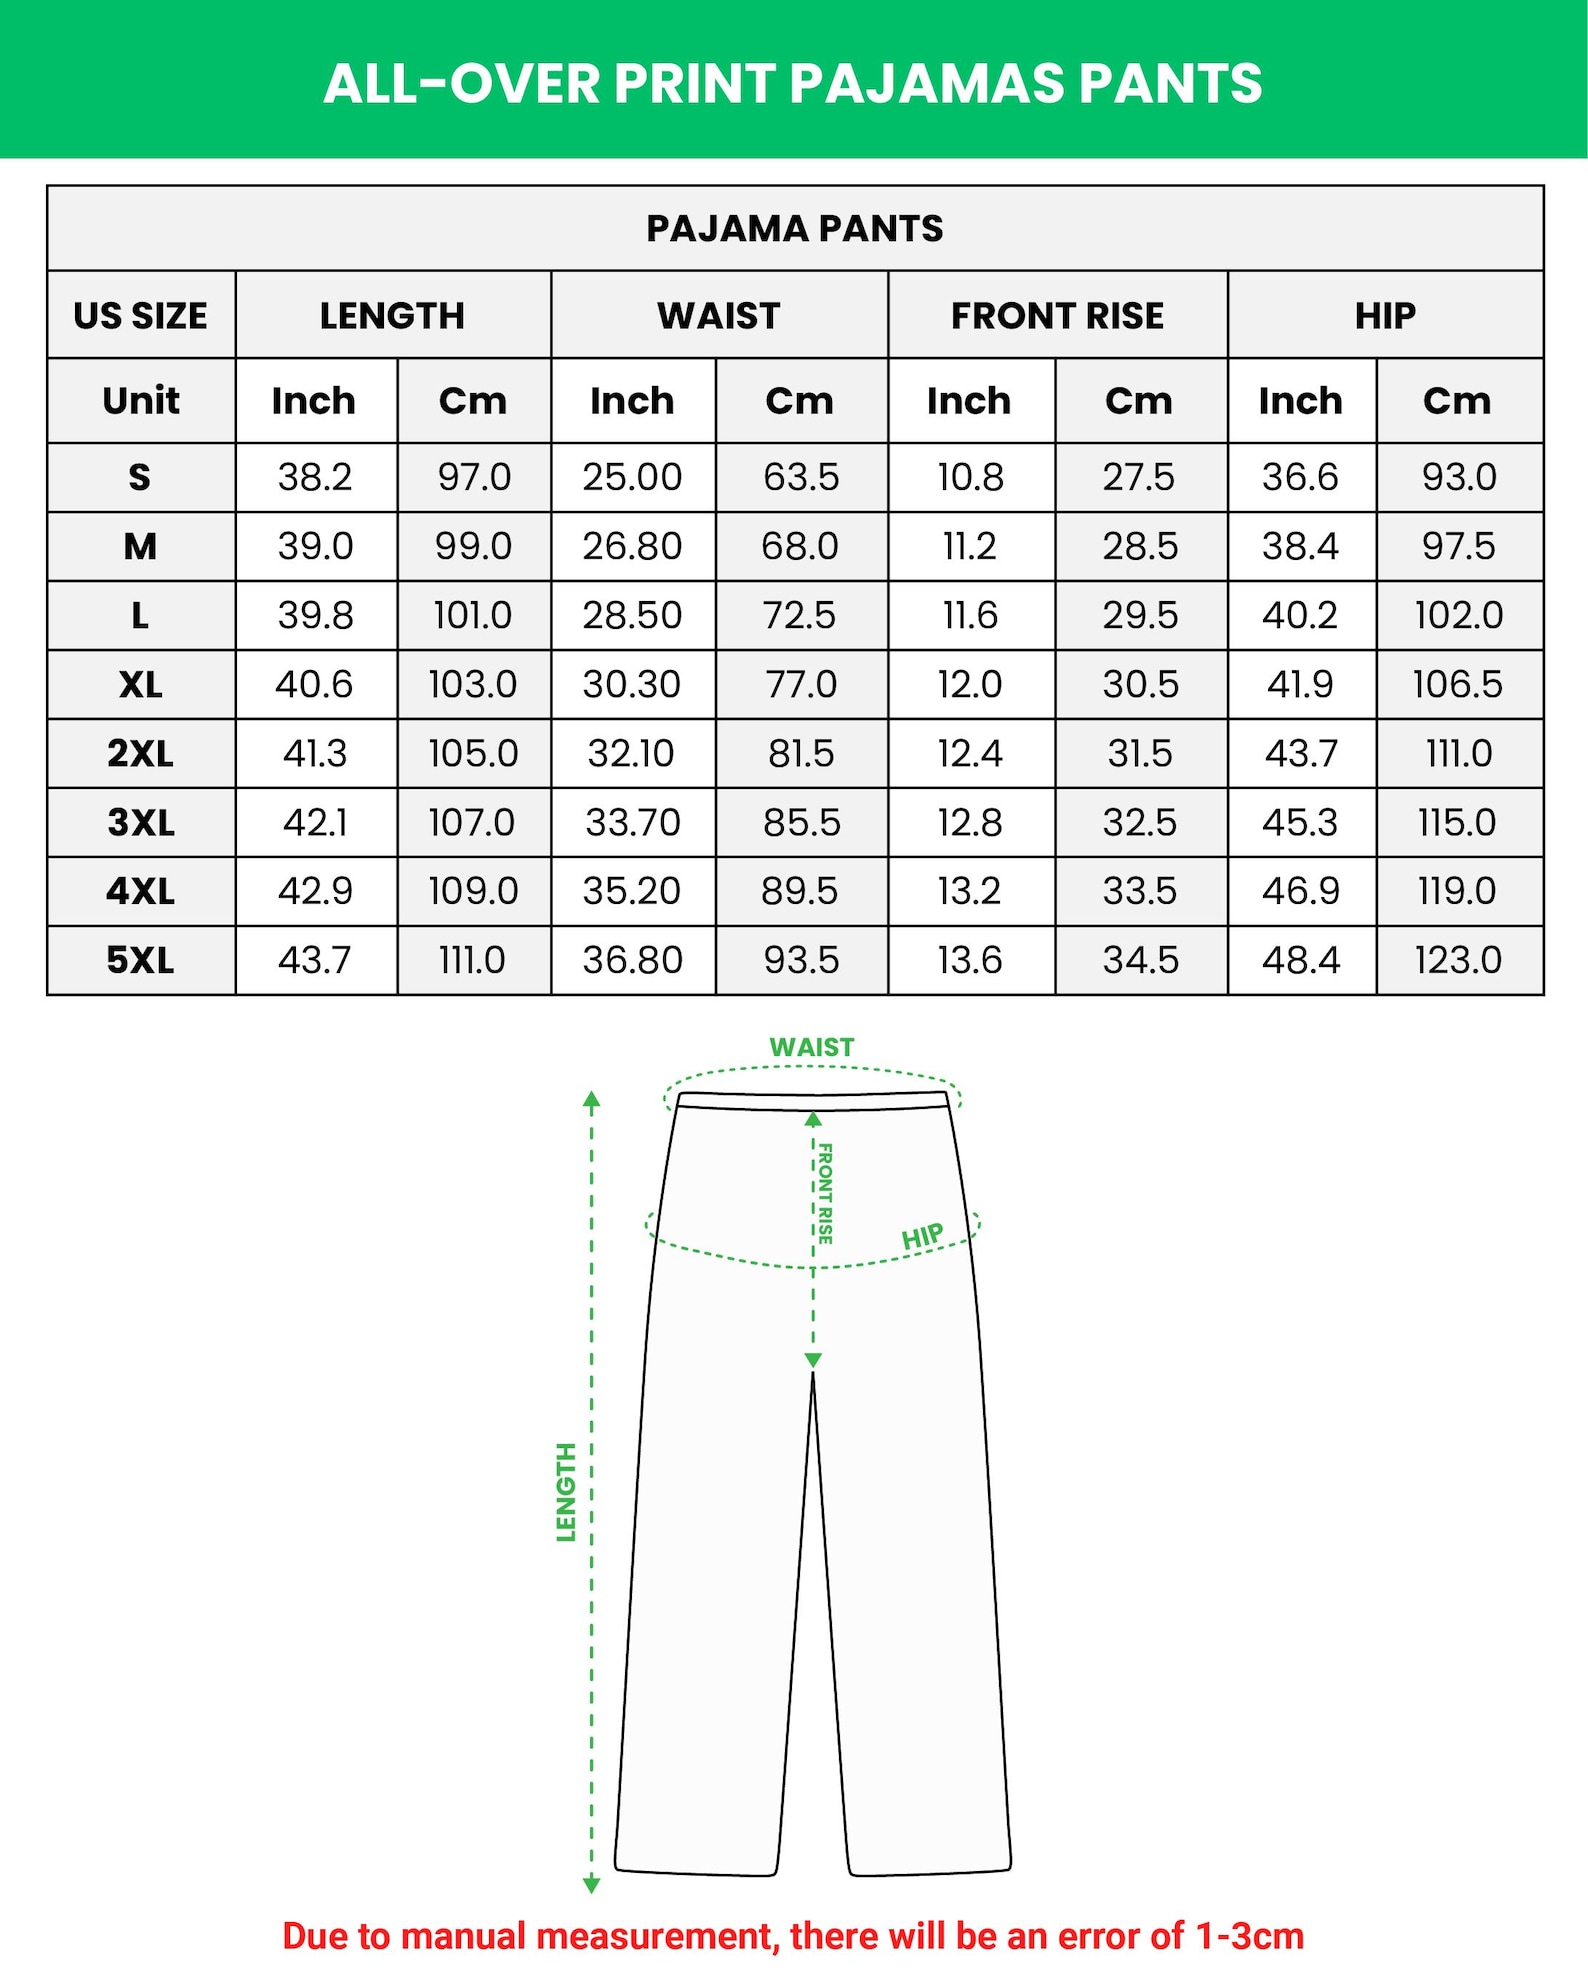 ALL-OVER PRINT PAJAMAS PANTS
PAJAMA PANTS
US SIZE LENGTH WAIST FRONT RISE HIP
Unit Inch Cm Inch Cm Inch Cm Inch Cm
S 38.2 97.0 25.00 63.5 10.8 27.5 36.6 93.0
M 39.0 99.0 26.80 68.0 11.2 28.5 38.4 97.5
L 39.8 101.0 28.50 72.5 11.6 29.5 40.2 102.0
XL 40.6 103.0 30.30 77.0 12.0 30.5 41.9 106.5
2XL 41.3 105.0 32.10 81.5 12.4 31.5 43.7 111.0
3XL 42.1 107.0 33.70 85.5 12.8 32.5 45.3 115.0
4XL 42.9 109.0 35.20 89.5 13.2 33.5 46.9 119.0
5XL 43.7 111.0 36.80 93.5 13.6 34.5 48.4 123.0
WAIST
FRONT RISE
HIP
LENGTH
Due to manual measurement, there will be an error of 1-3cm